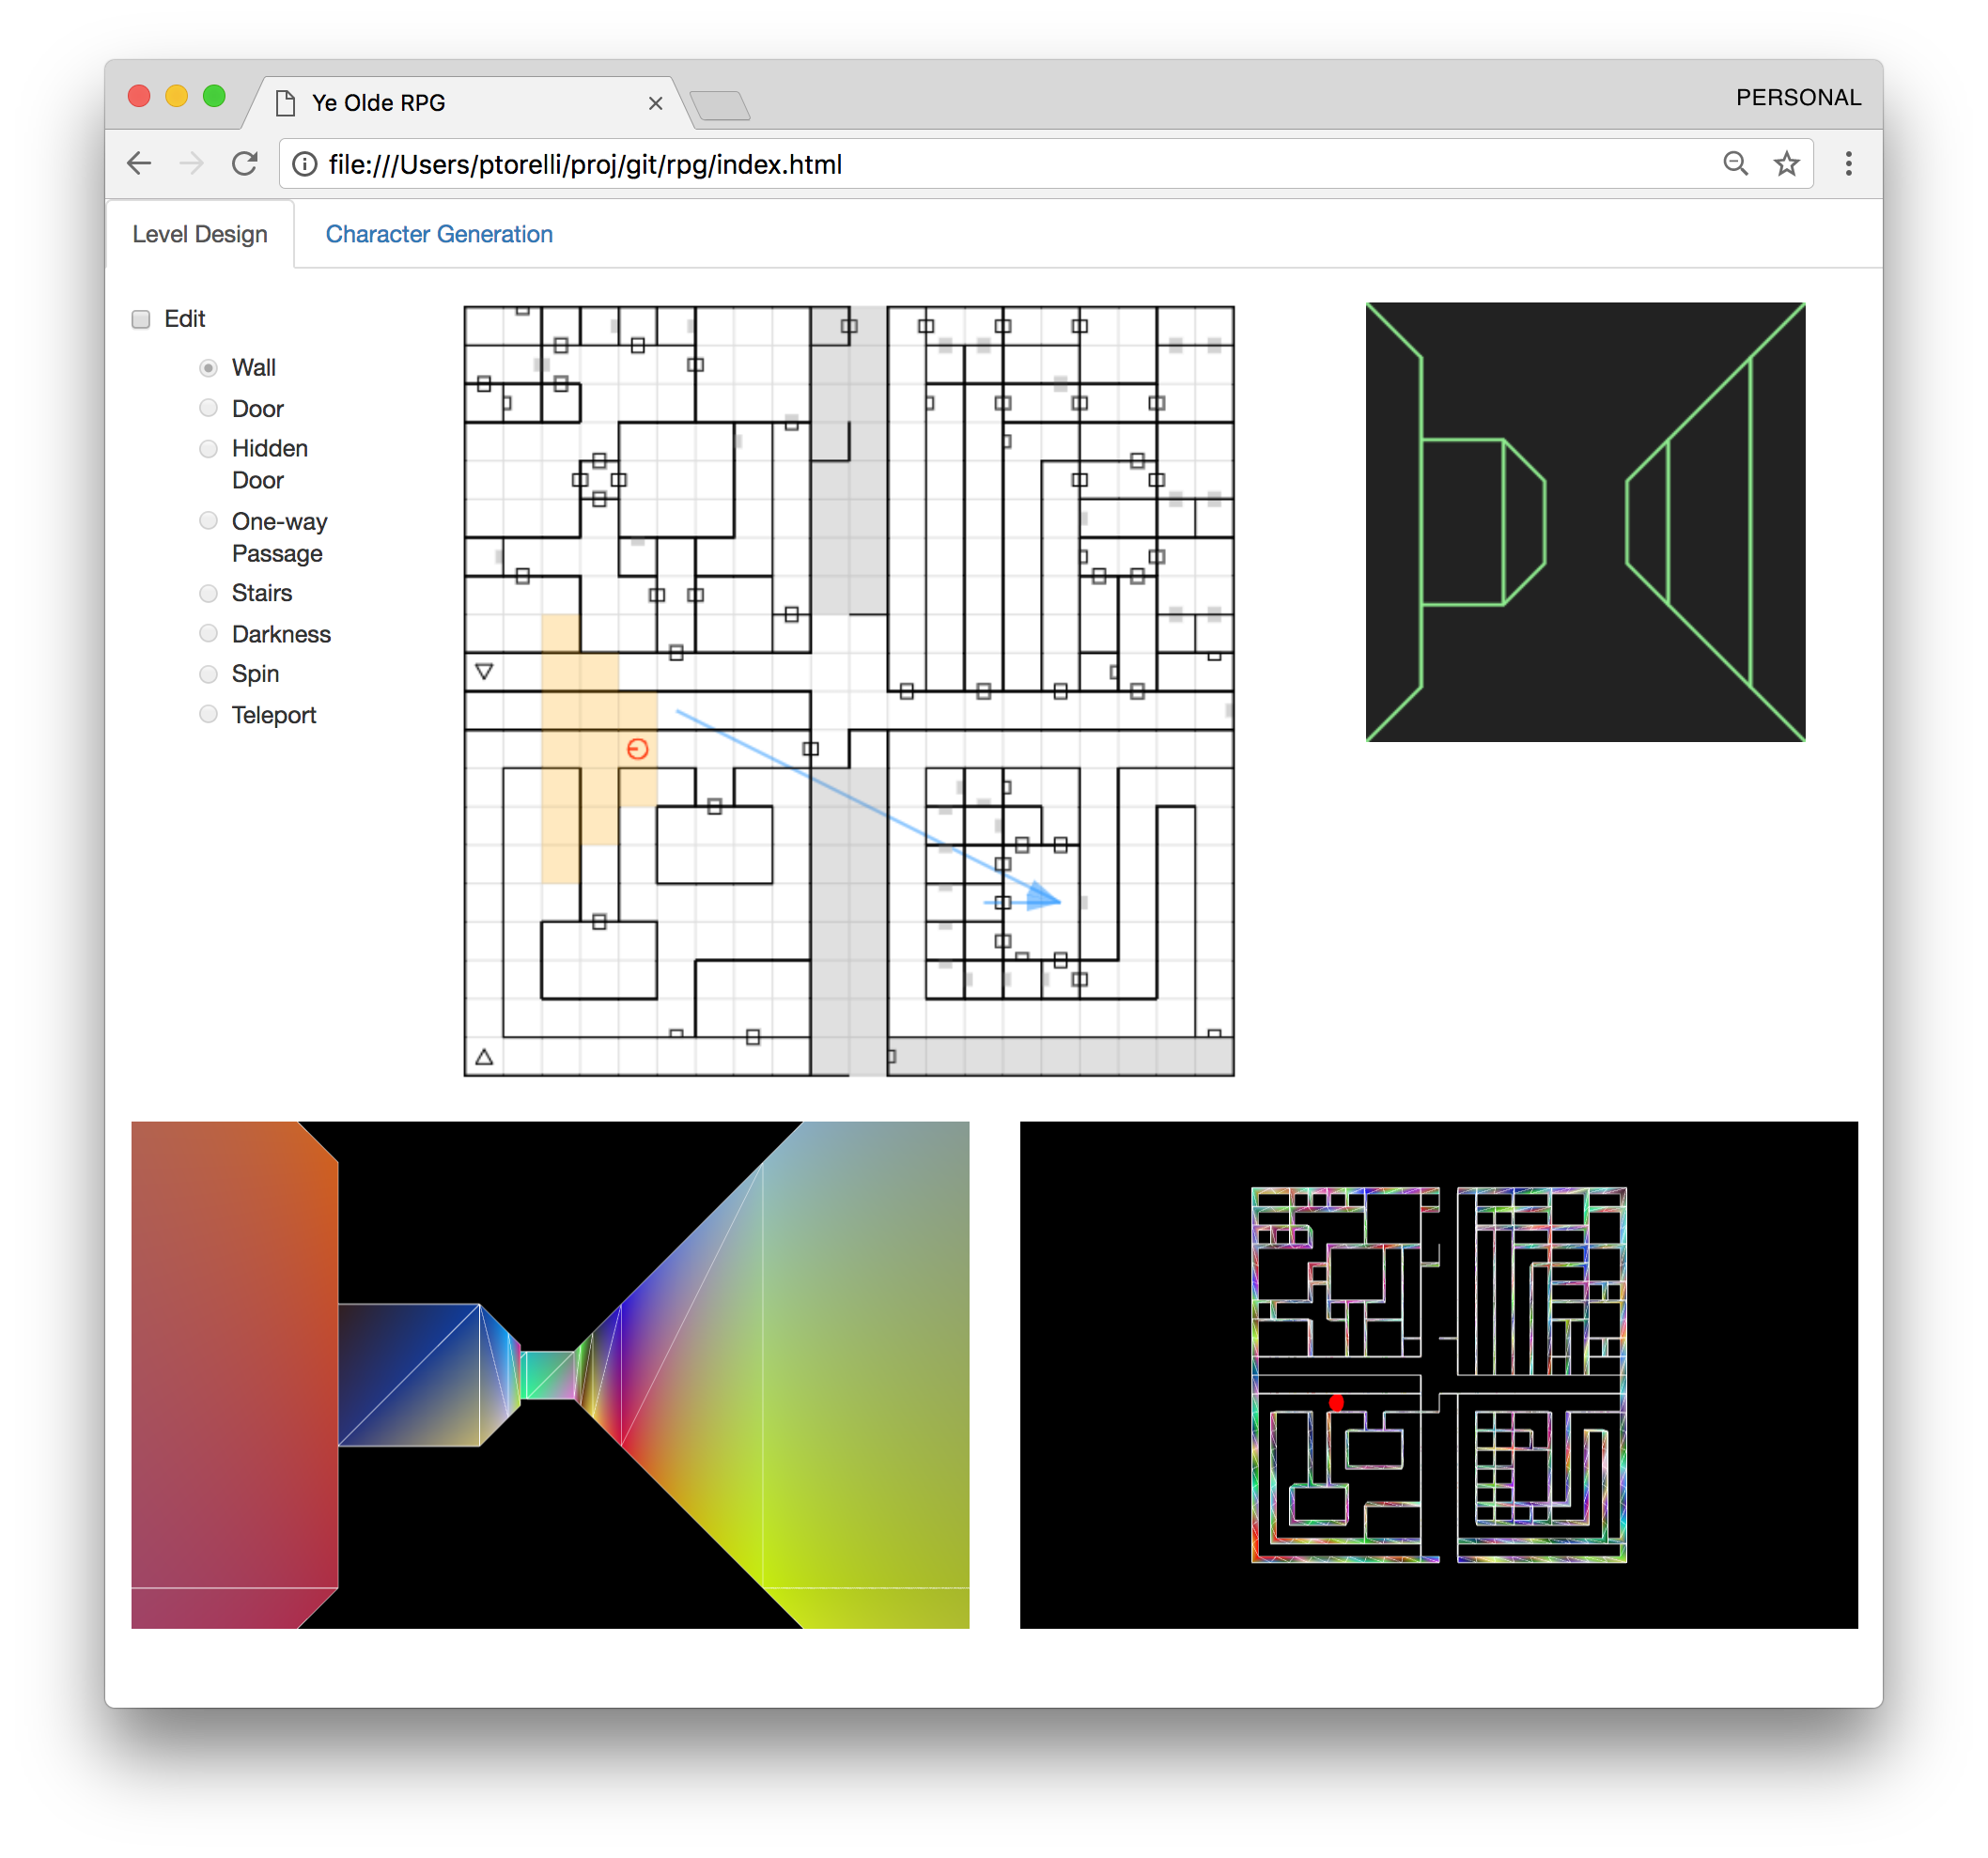 Ye Olde RPG
PERSONAL
file:///Users/ptorelli/proj/git/rpg/index.html
Level Design
Character Generation
Edit
Wall
Door
Hidden
Door
One-way
Passage
Stairs
Darkness
Spin
Teleport